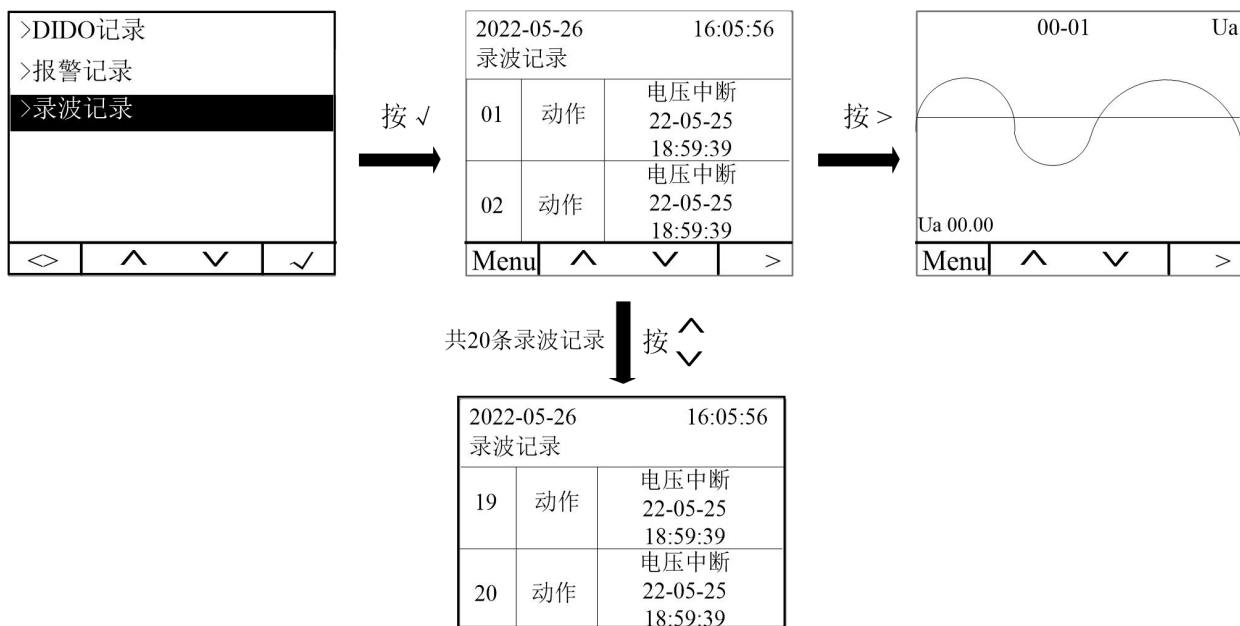 >DIDO记录
>报警记录
>录波记录
<> ∧ ∨ √
按 √
2022-05-26 16:05:56
录波记录
01 动作 电压中断
22-05-25
18:59:39
02 动作 电压中断
22-05-25
18:59:39
Menu ∧ ∨ >
按 >
00-01 Ua
Ua 00.00
Menu ∧ ∨ >
共20条录波记录 按 ∧ ∨
2022-05-26 16:05:56
录波记录
19 动作 电压中断
22-05-25
18:59:39
20 动作 电压中断
22-05-25
18:59:39